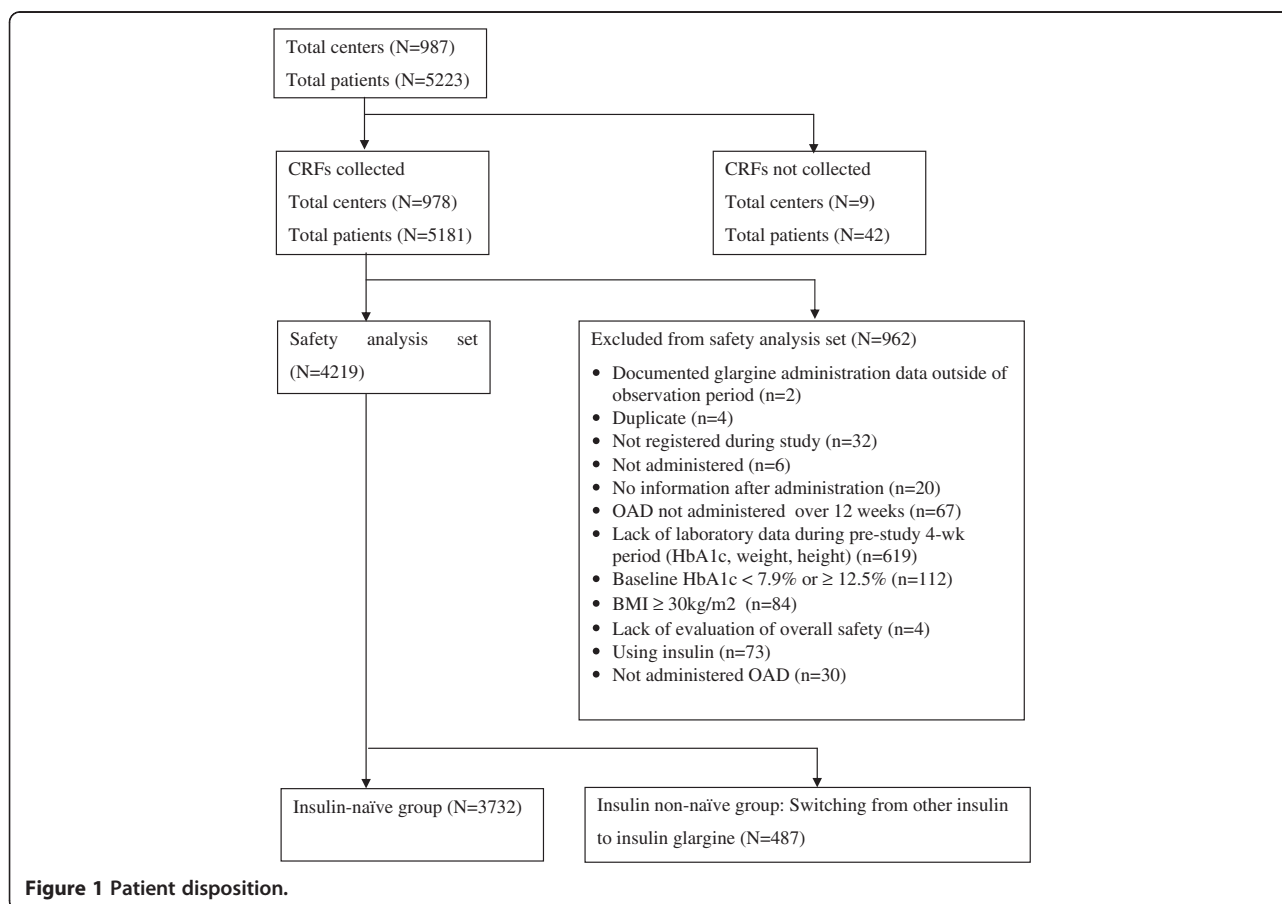 Total centers (N=987)
Total patients (N=5223)
CRFs collected
Total centers (N=978)
Total patients (N=5181)
CRFs not collected
Total centers (N=9)
Total patients (N=42)
Safety analysis set
(N=4219)
Excluded from safety analysis set (N=962)
• Documented glargine administration data outside of
observation period (n=2)
• Duplicate (n=4)
• Not registered during study (n=32)
• Not administered (n=6)
• No information after administration (n=20)
• OAD not administered over 12 weeks (n=67)
• Lack of laboratory data during pre-study 4-wk
period (HbA1c, weight, height) (n=619)
• Baseline HbA1c < 7.9% or ≥ 12.5% (n=112)
• BMI ≥ 30kg/m2 (n=84)
• Lack of evaluation of overall safety (n=4)
• Using insulin (n=73)
• Not administered OAD (n=30)
Insulin-naïve group (N=3732)
Insulin non-naïve group: Switching from other insulin
to insulin glargine (N=487)
Figure 1 Patient disposition.